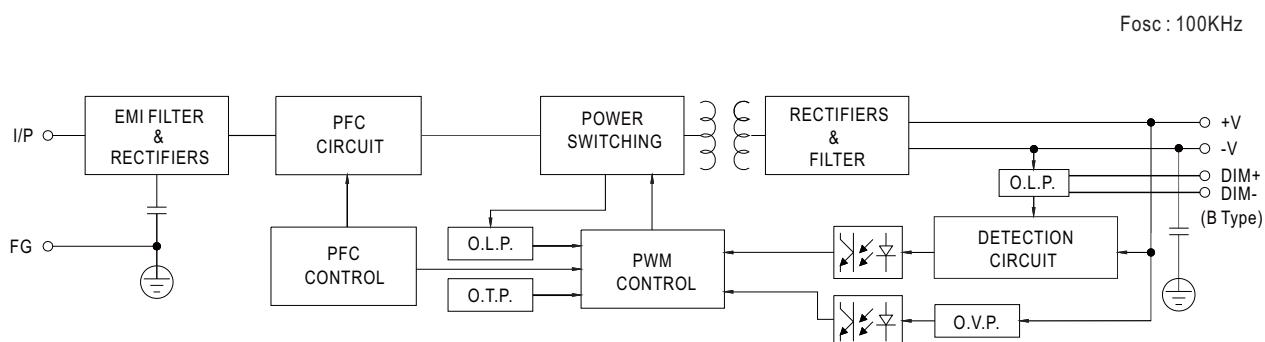 Fosc : 100KHz
I/P
EMI FILTER
&
RECTIFIERS
PFC
CIRCUIT
POWER
SWITCHING
RECTIFIERS
&
FILTER
+V
-V
DIM+
DIM-
(B Type)
O.L.P.
FG
PFC
CONTROL
O.L.P.
O.T.P.
PWM
CONTROL
DETECTION
CIRCUIT
O.V.P.